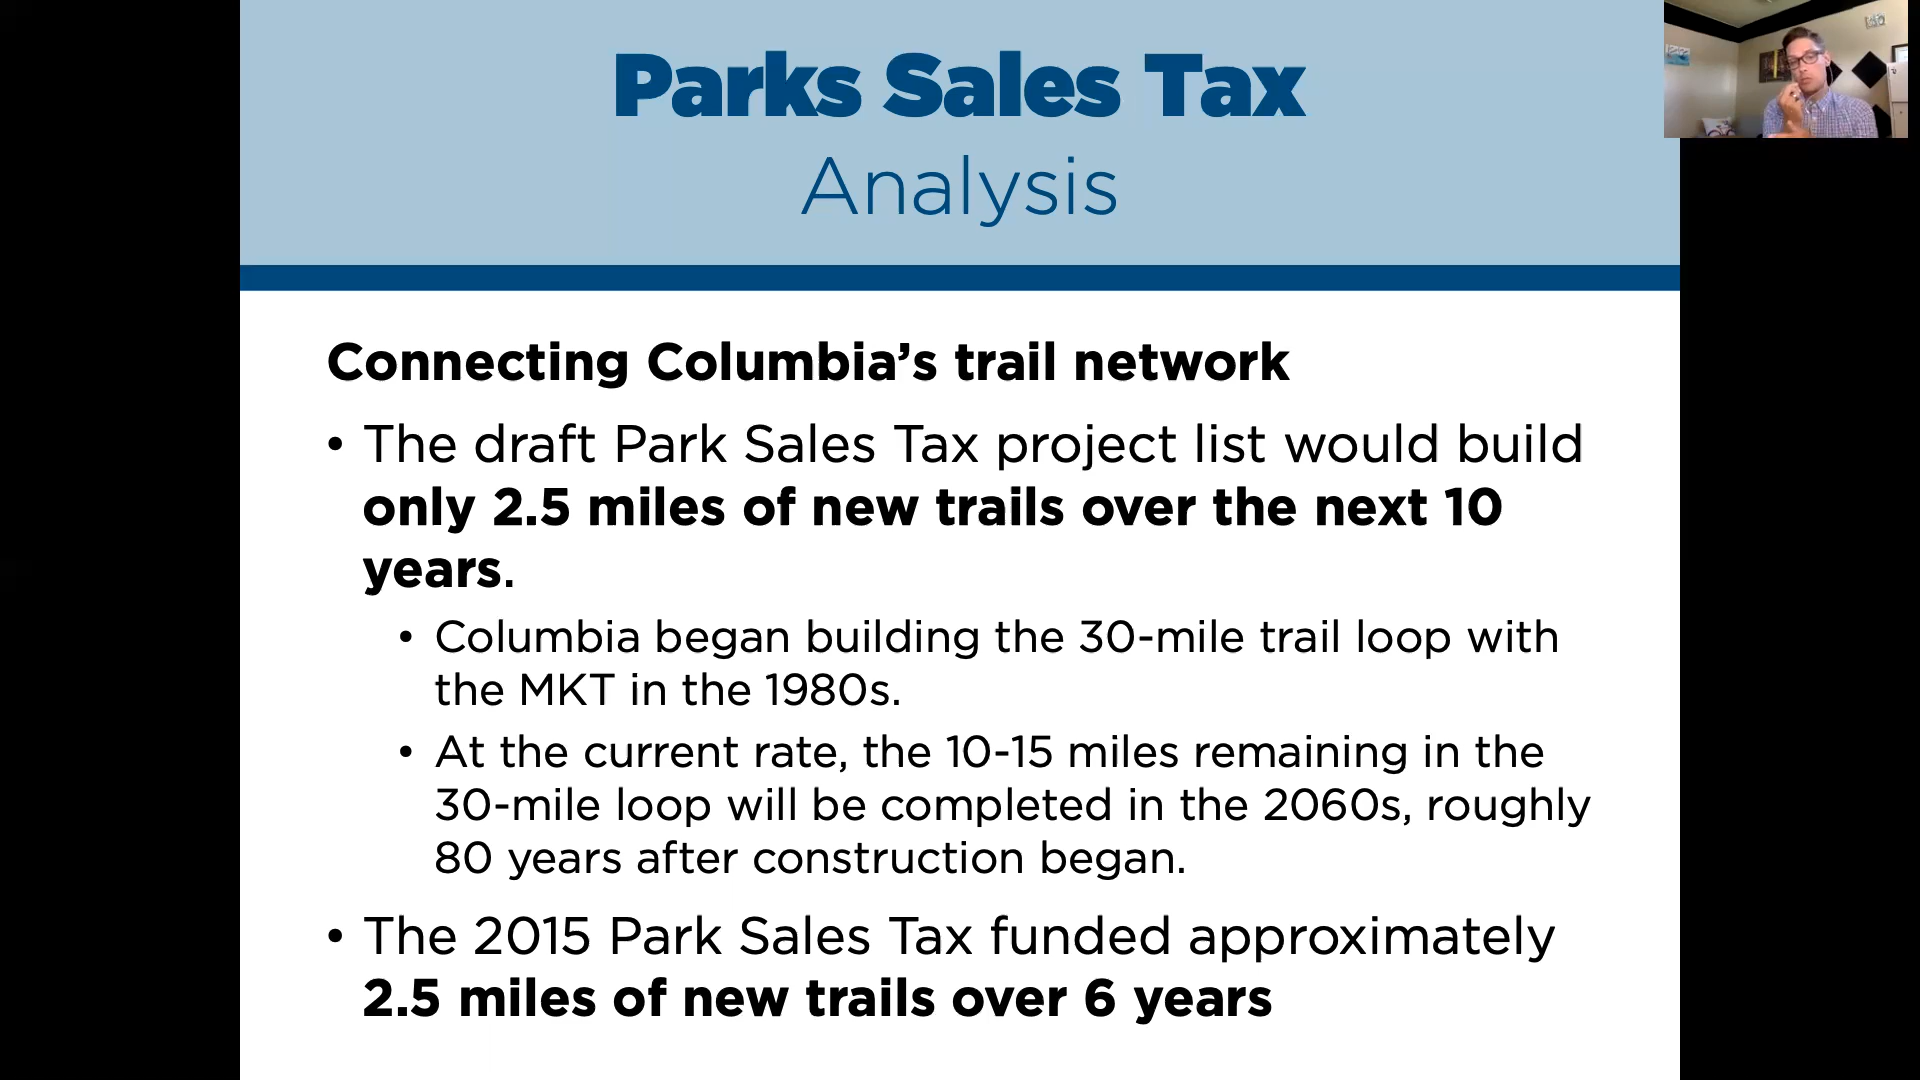 Parks Sales Tax
Analysis
Connecting Columbia’s trail network
• The draft Park Sales Tax project list would build
only 2.5 miles of new trails over the next 10
years.
• Columbia began building the 30-mile trail loop with
the MKT in the 1980s.
• At the current rate, the 10-15 miles remaining in the
30-mile loop will be completed in the 2060s, roughly
80 years after construction began.
• The 2015 Park Sales Tax funded approximately
2.5 miles of new trails over 6 years